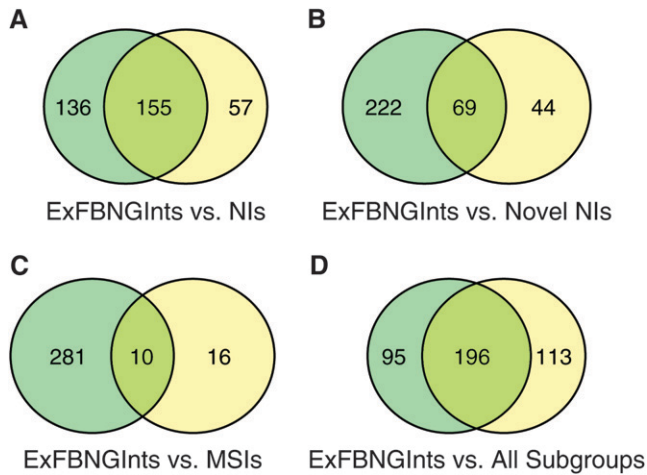 A
136 155 57
ExFBNGInts vs. NIs
B
222 69 44
ExFBNGInts vs. Novel NIs
C
281 10 16
ExFBNGInts vs. MSIs
D
95 196 113
ExFBNGInts vs. All Subgroups